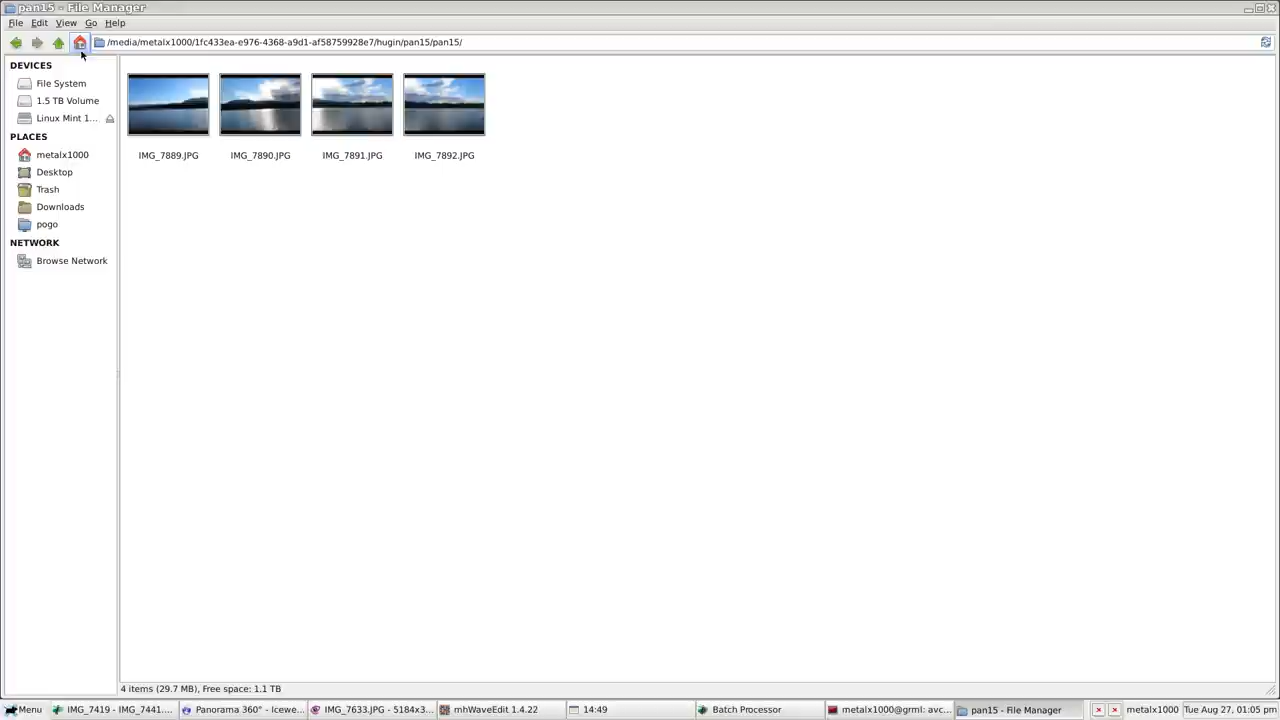 pan15 - File Manager
File Edit View Go Help
/media/metalx1000/1fc433ea-e976-4368-a9d1-af58759928e7/hugin/pan15/pan15/
DEVICES
File System
1.5 TB Volume
Linux Mint 1...
PLACES
metalx1000
Desktop
Trash
Downloads
pogo
NETWORK
Browse Network
IMG_7889.JPG IMG_7890.JPG IMG_7891.JPG IMG_7892.JPG
4 items (29.7 MB), Free space: 1.1 TB
Menu IMG_7419 - IMG_7441.... Panorama 360° - Icewe... IMG_7633.JPG - 5184x3... mhWaveEdit 1.4.22 14:49 Batch Processor metalx1000@grml: avc... pan15 - File Manager metalx1000 Tue Aug 27, 01:05 pm